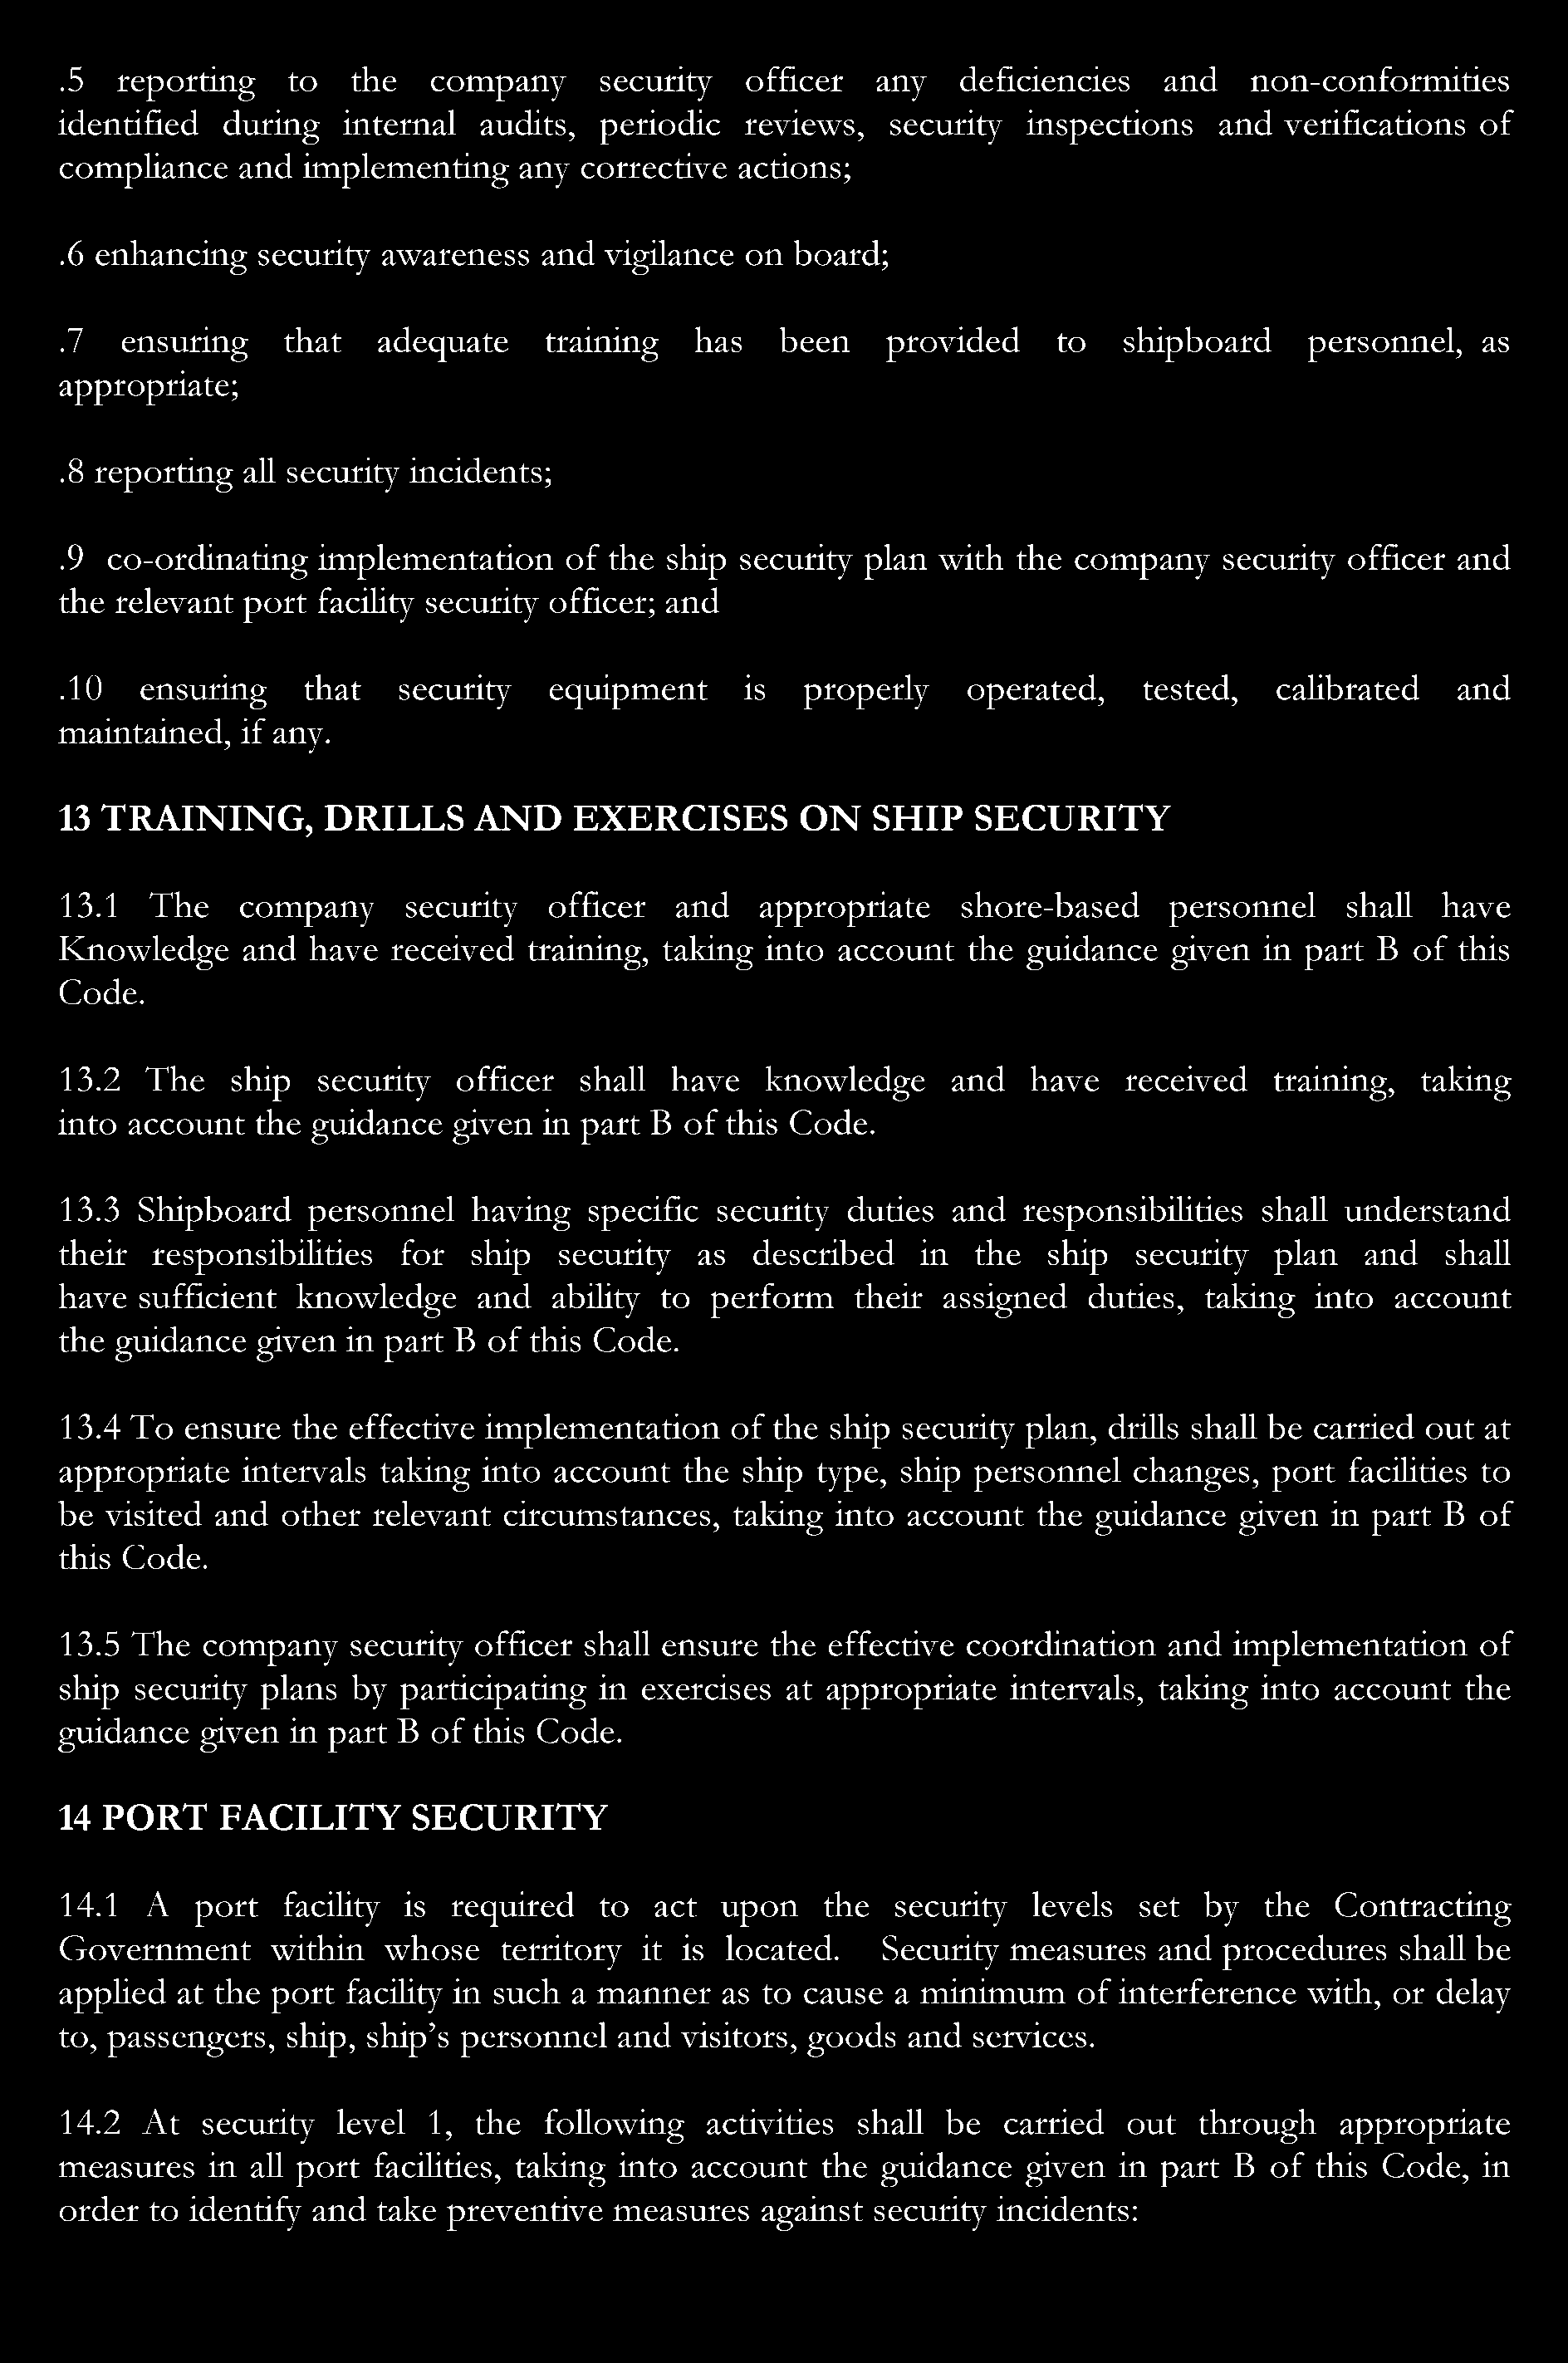 .5 reporting to the company security officer any deficiencies and non-conformities
identified during internal audits, periodic reviews, security inspections and verifications of
compliance and implementing any corrective actions;
.6 enhancing security awareness and vigilance on board;
.7 ensuring that adequate training has been provided to shipboard personnel, as
appropriate;
.8 reporting all security incidents;
.9 co-ordinating implementation of the ship security plan with the company security officer and
the relevant port facility security officer; and
.10 ensuring that security equipment is properly operated, tested, calibrated and
maintained, if any.
13 TRAINING, DRILLS AND EXERCISES ON SHIP SECURITY
13.1 The company security officer and appropriate shore-based personnel shall have
Knowledge and have received training, taking into account the guidance given in part B of this
Code.
13.2 The ship security officer shall have knowledge and have received training, taking
into account the guidance given in part B of this Code.
13.3 Shipboard personnel having specific security duties and responsibilities shall understand
their responsibilities for ship security as described in the ship security plan and shall
have sufficient knowledge and ability to perform their assigned duties, taking into account
the guidance given in part B of this Code.
13.4 To ensure the effective implementation of the ship security plan, drills shall be carried out at
appropriate intervals taking into account the ship type, ship personnel changes, port facilities to
be visited and other relevant circumstances, taking into account the guidance given in part B of
this Code.
13.5 The company security officer shall ensure the effective coordination and implementation of
ship security plans by participating in exercises at appropriate intervals, taking into account the
guidance given in part B of this Code.
14 PORT FACILITY SECURITY
14.1 A port facility is required to act upon the security levels set by the Contracting
Government within whose territory it is located. Security measures and procedures shall be
applied at the port facility in such a manner as to cause a minimum of interference with, or delay
to, passengers, ship, ship’s personnel and visitors, goods and services.
14.2 At security level 1, the following activities shall be carried out through appropriate
measures in all port facilities, taking into account the guidance given in part B of this Code, in
order to identify and take preventive measures against security incidents: